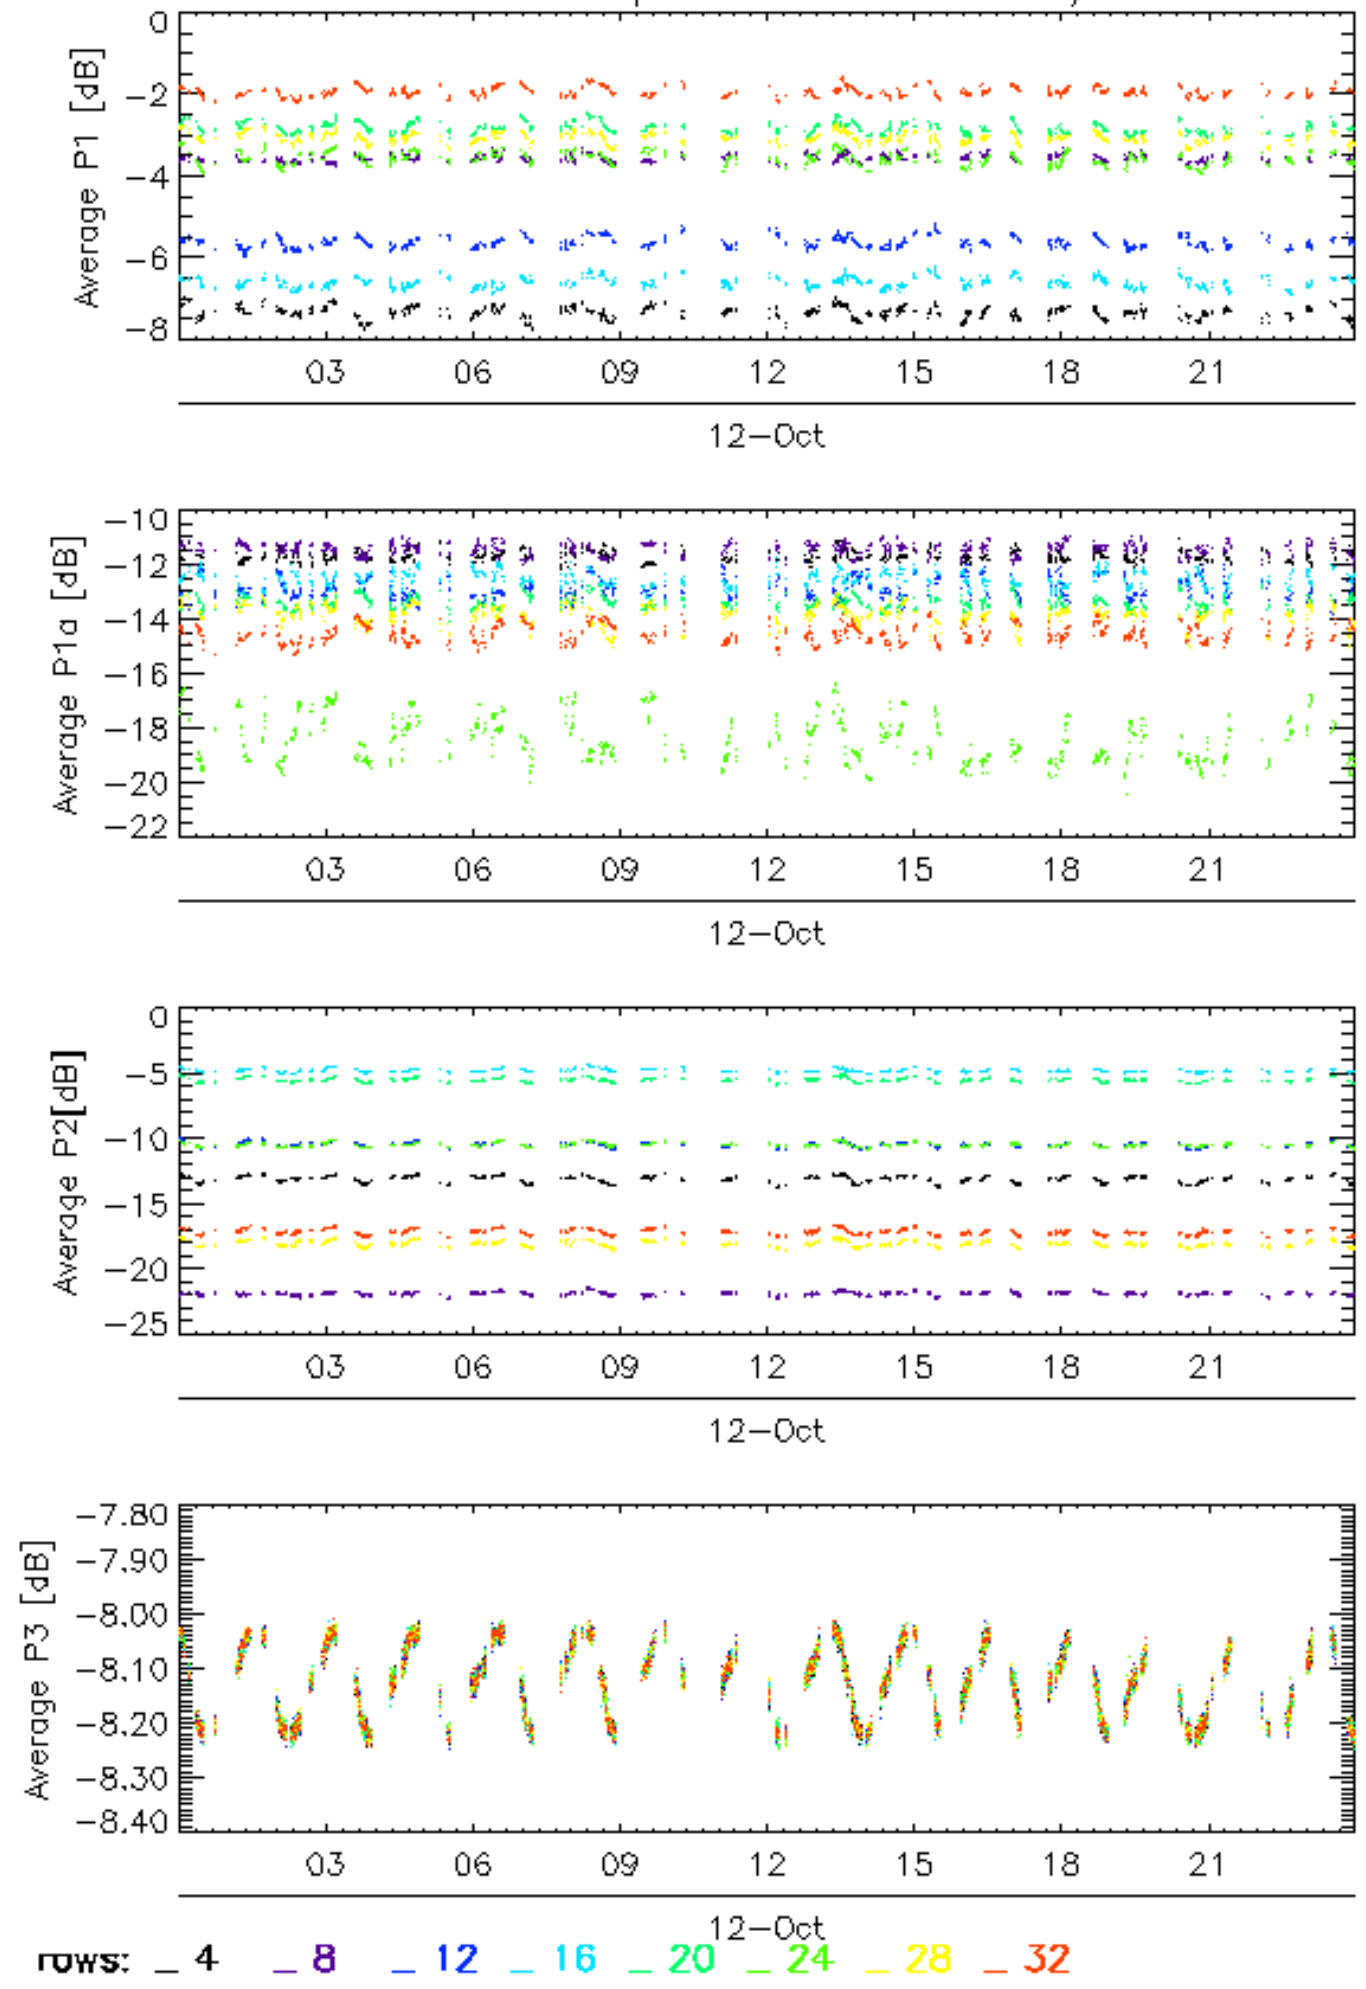 0
Average P1 [dB]
−2
−4
−6
−8
03 06 09 12 15 18 21
12−Oct
−10
Average P1a [dB]
−12
−14
−16
−18
−20
−22
03 06 09 12 15 18 21
12−Oct
0
Average P2[dB]
−5
−10
−15
−20
−25
03 06 09 12 15 18 21
12−Oct
−7.80
Average P3 [dB]
−7.90
−8.00
−8.10
−8.20
−8.30
−8.40
03 06 09 12 15 18 21
12−Oct
rows: _ 4 _ 8 _ 12 _ 16 _ 20 _ 24 _ 28 _ 32